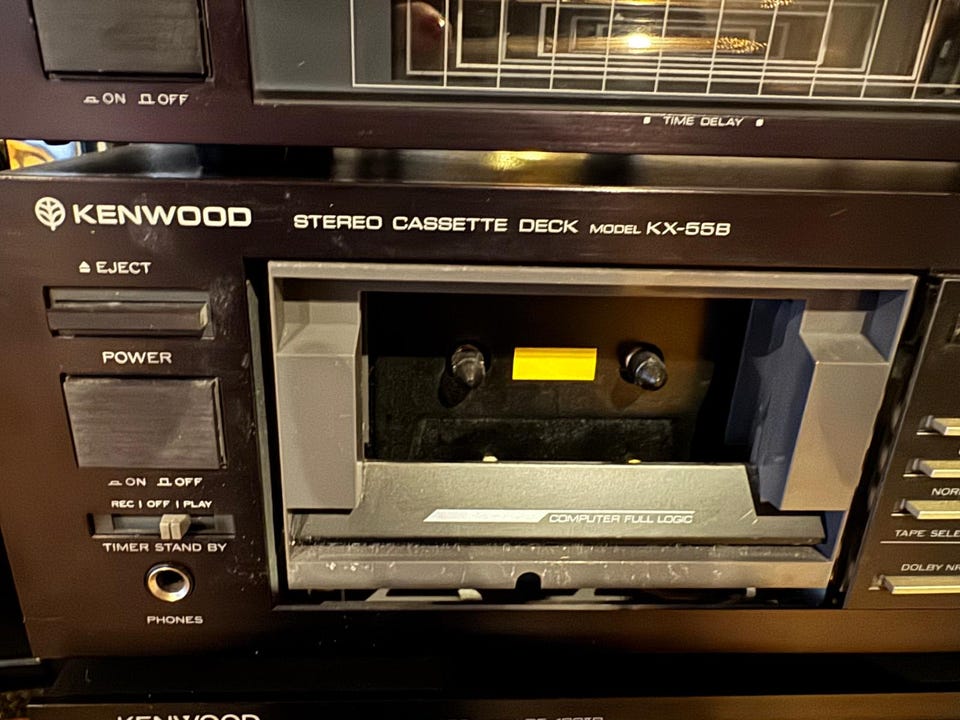 ON OFF
TIME DELAY
KENWOOD STEREO CASSETTE DECK MODEL KX-55B
EJECT
POWER
ON OFF
REC | OFF | PLAY
TIMER STAND BY
PHONES
COMPUTER FULL LOGIC
TAPE SELE
DOLBY NR
KENWOOD